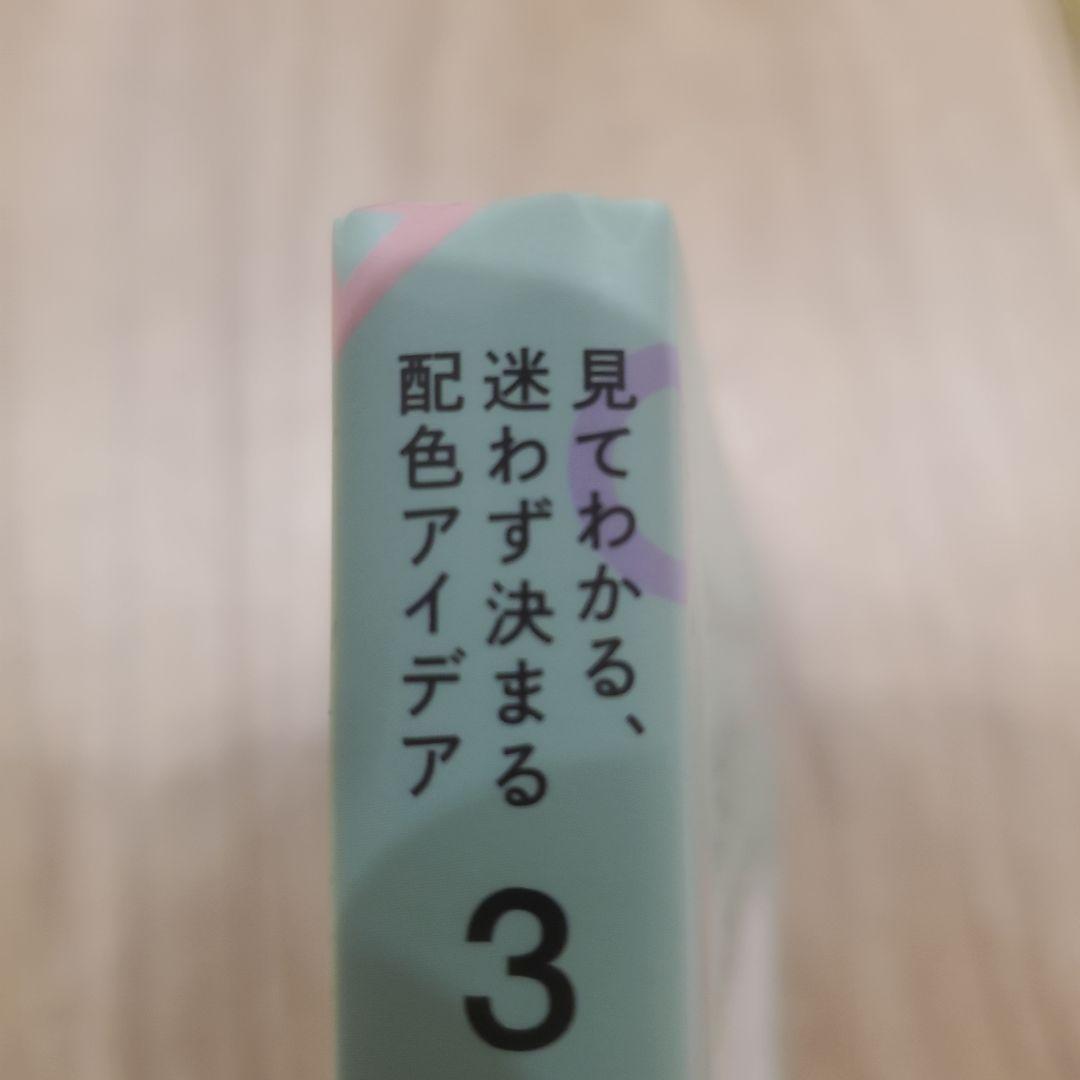 見てわかる、
迷わず決まる
配色アイデア
3